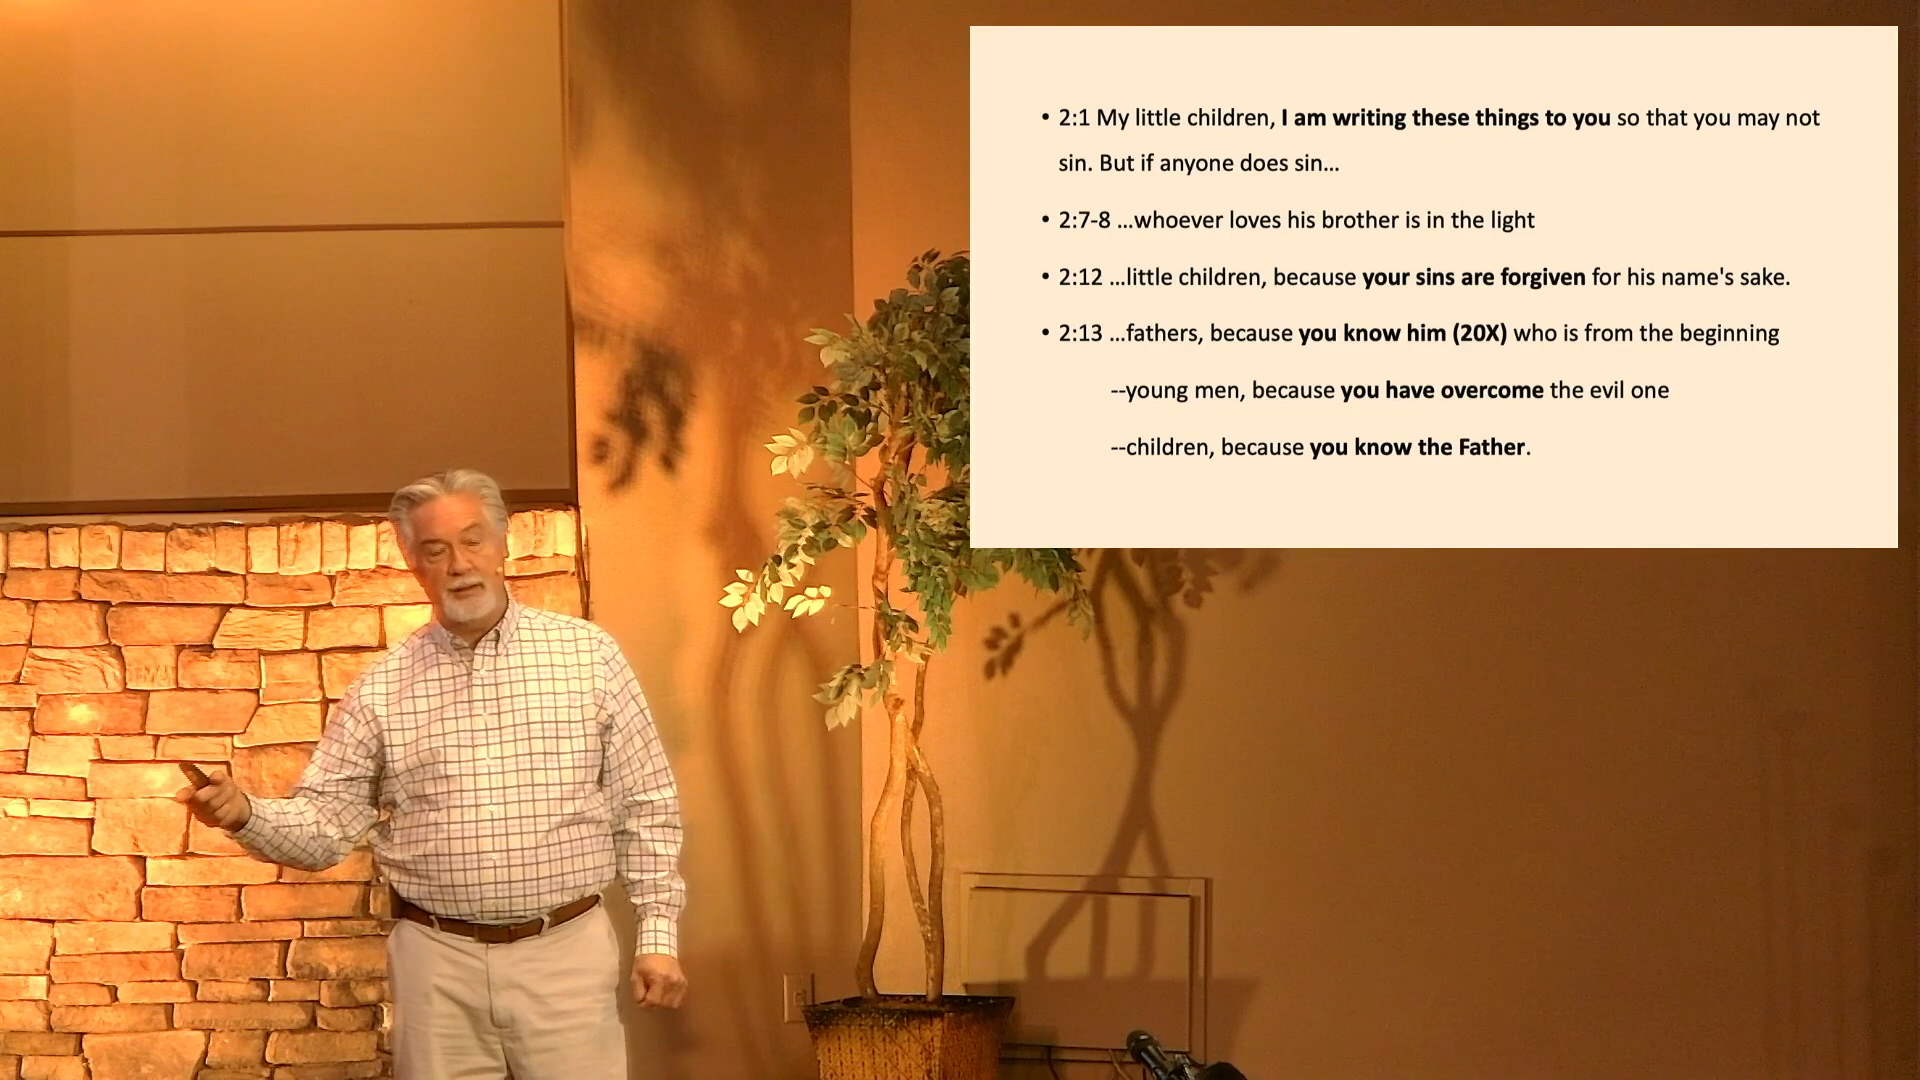 • 2:1 My little children, I am writing these things to you so that you may not
sin. But if anyone does sin…
• 2:7-8 …whoever loves his brother is in the light
• 2:12 …little children, because your sins are forgiven for his name's sake.
• 2:13 …fathers, because you know him (20X) who is from the beginning
--young men, because you have overcome the evil one
--children, because you know the Father.